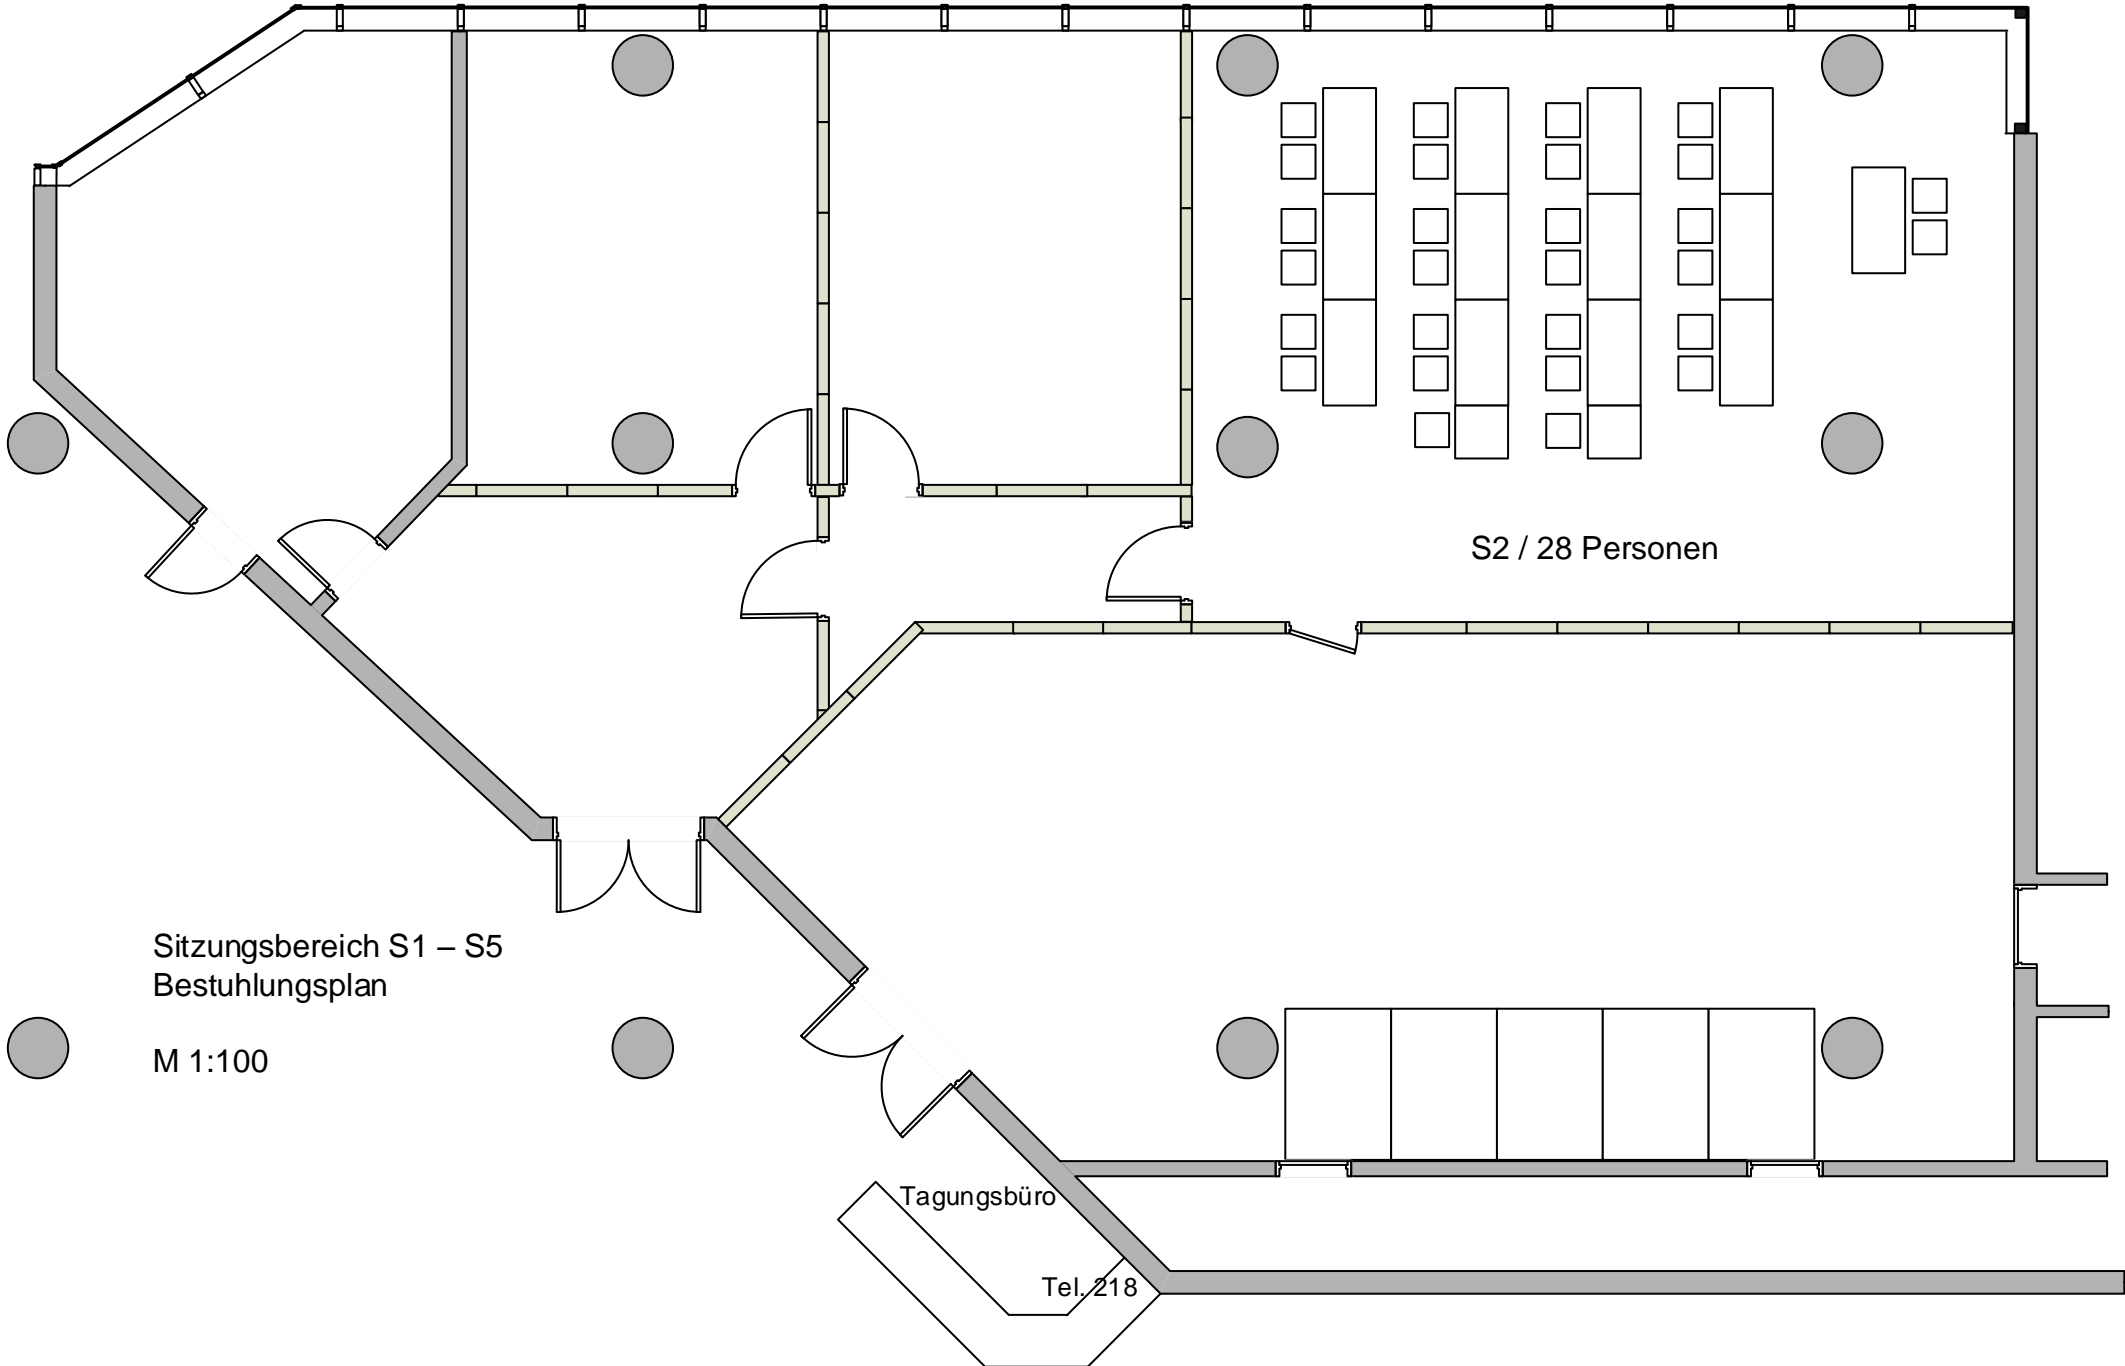 S2 / 28 Personen
Sitzungsbereich S1 – S5
Bestuhlungsplan
M 1:100
Tagungsbüro
Tel. 218